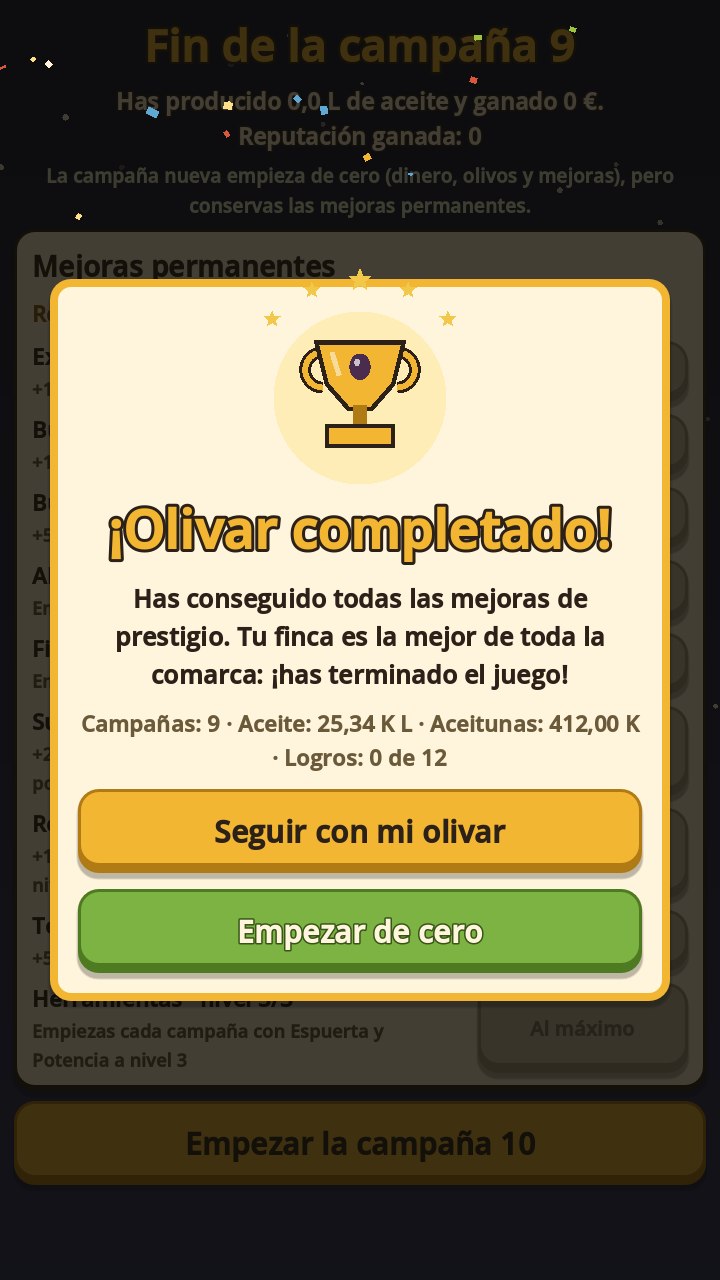 Fin de la campaña 9
Has producido 0,0 L de aceite y ganado 0 €.
Reputación ganada: 0
La campaña nueva empieza de cero (dinero, olivos y mejoras), pero
conservas las mejoras permanentes.
Mejoras permanentes
¡Olivar completado!
Has conseguido todas las mejoras de
prestigio. Tu finca es la mejor de toda la
comarca: ¡has terminado el juego!
Campañas: 9 · Aceite: 25,34 K L · Aceitunas: 412,00 K
· Logros: 0 de 12
Seguir con mi olivar
Empezar de cero
Empiezas cada campaña con Espuerta y
Potencia a nivel 3
Al máximo
Empezar la campaña 10